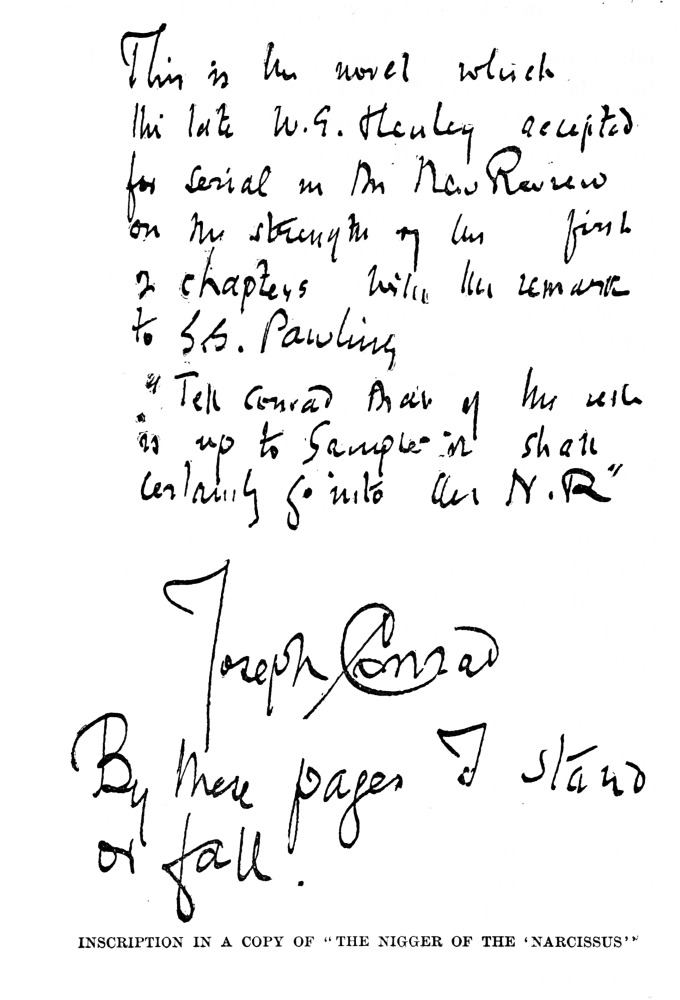 This is the novel which
the late W.E. Henley accepted
for serial in the New Review
on the strength of the first
2 chapters with the remark
to S.S. Pawling
"Tell Conrad that if the rest
is up to Sample it shall
certainly go into the N.R"
Joseph Conrad
By these pages I stand
or fall.
INSCRIPTION IN A COPY OF "THE NIGGER OF THE 'NARCISSUS'"